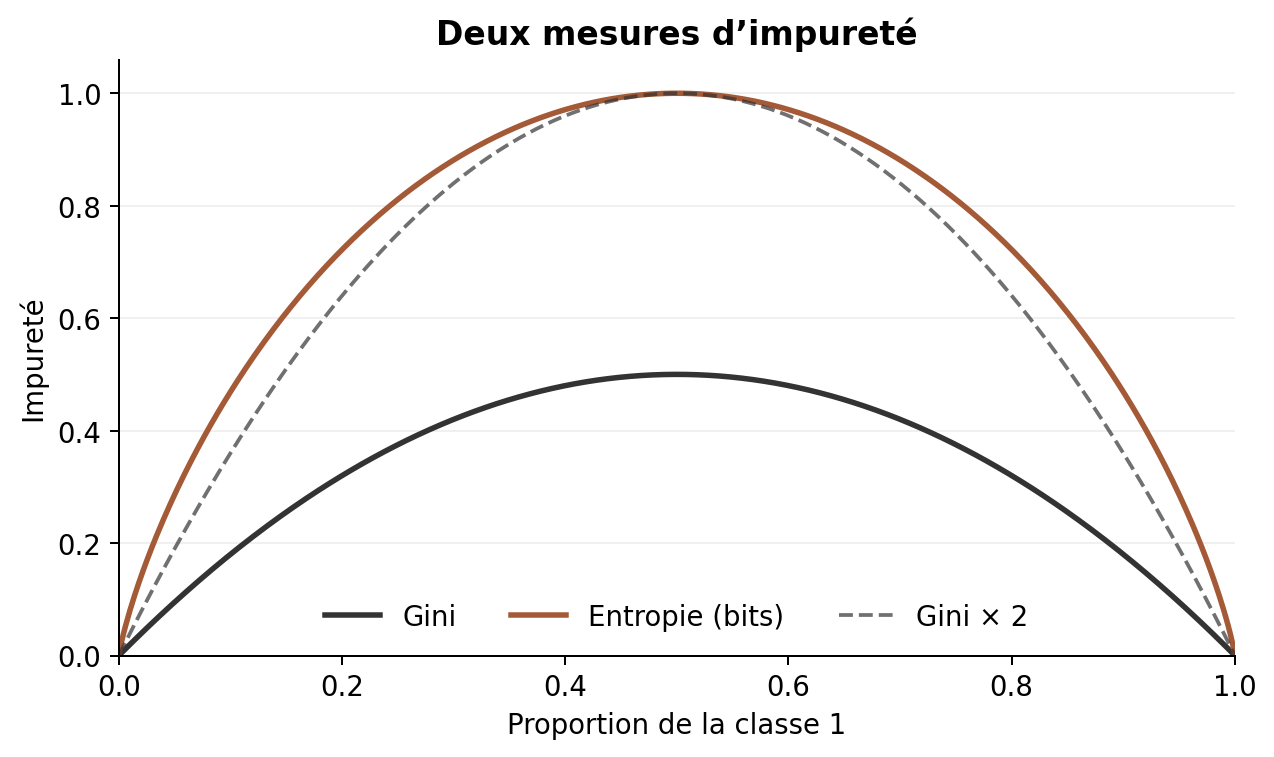 Deux mesures d’impureté
Impureté
1.0
0.8
0.6
0.4
0.2
0.0
Gini
Entropie (bits)
Gini × 2
0.0 0.2 0.4 0.6 0.8 1.0
Proportion de la classe 1